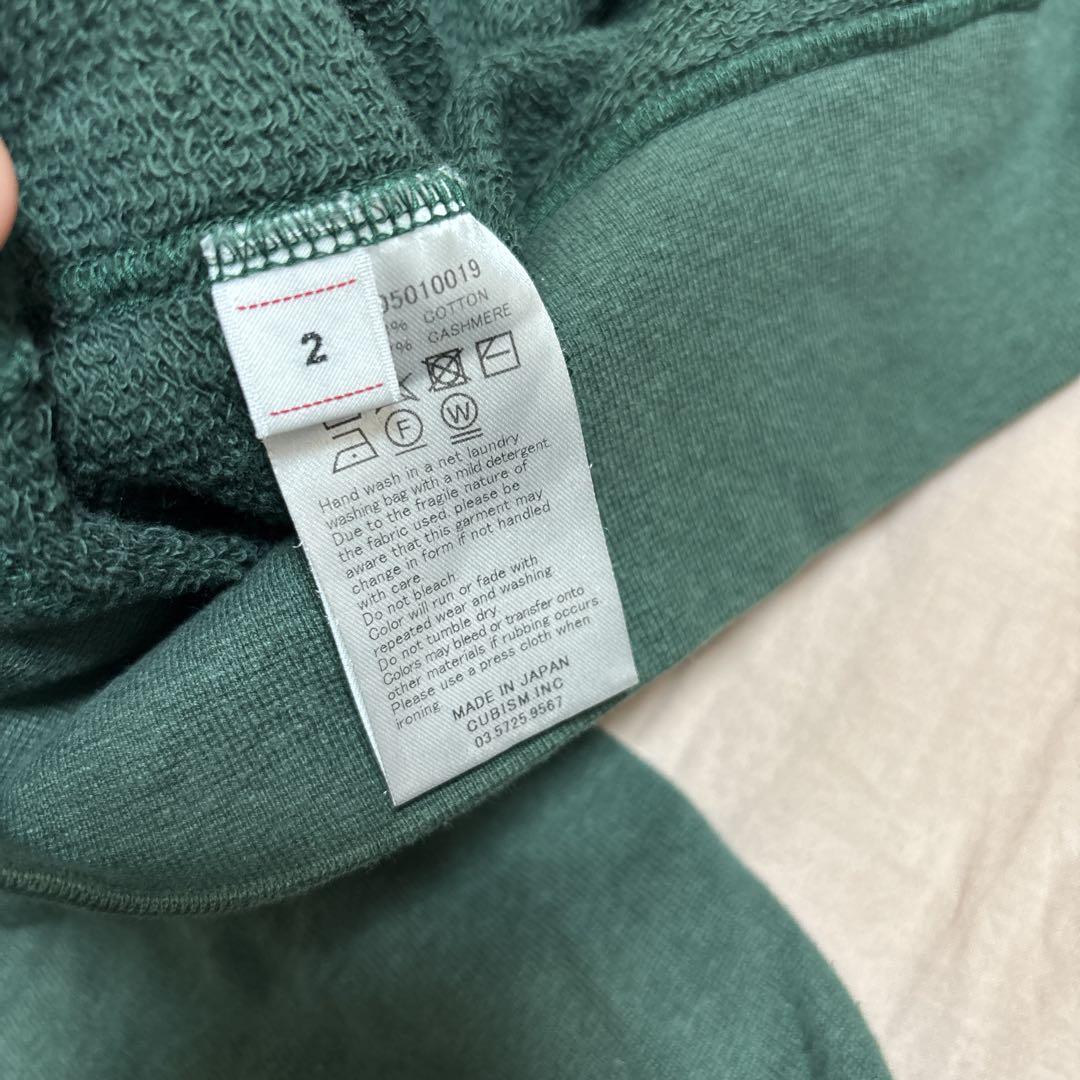 2
05010019
% COTTON
% CASHMERE
F W
Hand wash in a net laundry
washing bag with a mild detergent.
Due to the fragile nature of
the fabric used, please be
aware that this garment may
change in form if not handled
with care.
Do not bleach.
Color will run or fade with
repeated wear and washing
Do not tumble dry
Colors may bleed or transfer onto
other materials if rubbing occurs.
Please use a press cloth when
ironing
MADE IN JAPAN
CUBISM INC
03.5725.9567